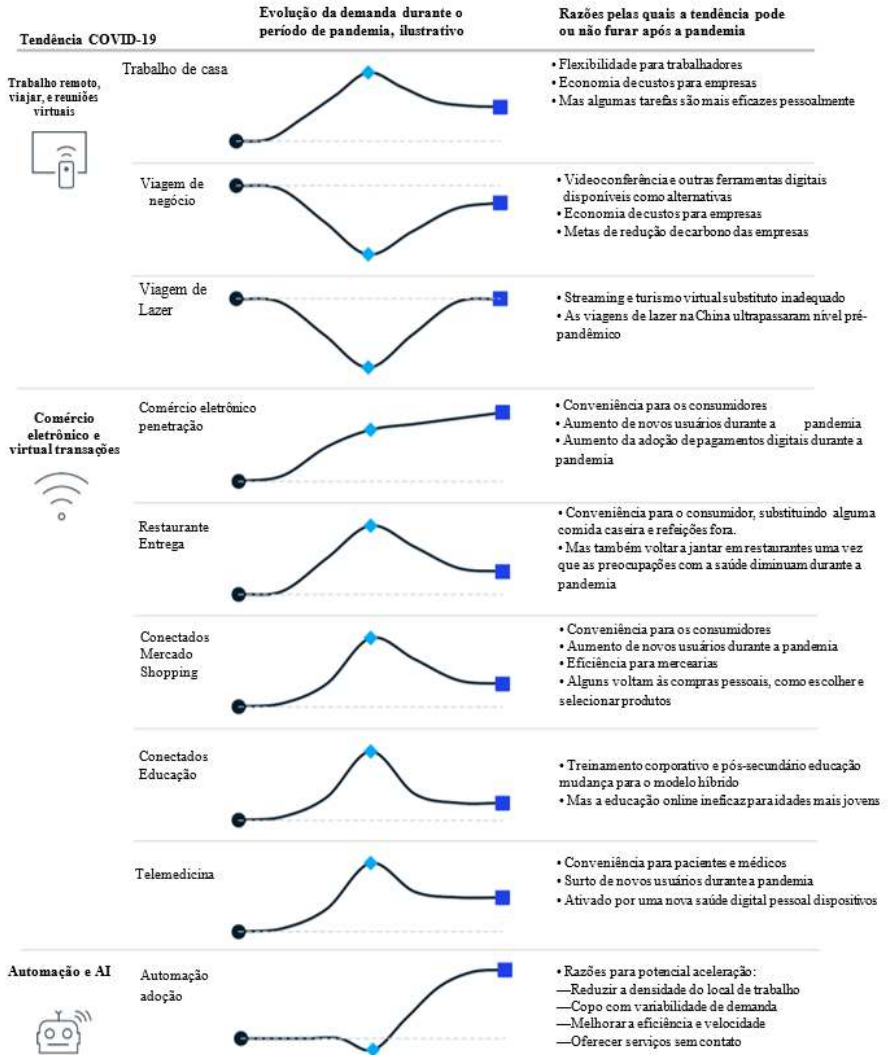 Tendência COVID-19
Evolução da demanda durante o
período de pandemia, ilustrativo
Razões pelas quais a tendência pode
ou não furar após a pandemia
Trabalho remoto,
viajar, e reuniões
virtuais
Trabalho de casa
• Flexibilidade para trabalhadores
• Economia de custos para empresas
• Mas algumas tarefas são mais eficazes pessoalmente
Viagem de
negócio
• Videoconferência e outras ferramentas digitais
disponíveis como alternativas
• Economia de custos para empresas
• Metas de redução de carbono das empresas
Viagem de
Lazer
• Streaming e turismo virtual substituto inadequado
• As viagens de lazer na China ultrapassaram nível pré-
pandêmico
Comércio
eletrônico e
virtual transações
Comércio eletrônico
penetração
• Conveniência para os consumidores
• Aumento de novos usuários durante a pandemia
• Aumento da adoção de pagamentos digitais durante a
pandemia
Restaurante
Entrega
• Conveniência para o consumidor, substituindo alguma
comida caseira e refeições fora.
• Mas também voltar a jantar em restaurantes uma vez
que as preocupações com a saúde diminuam durante a
pandemia
Conectados
Mercado
Shopping
• Conveniência para os consumidores
• Aumento de novos usuários durante a pandemia
• Eficiência para mercearias
• Alguns voltam às compras pessoais, como escolher e
selecionar produtos
Conectados
Educação
• Treinamento corporativo e pós-secundário educação
mudança para o modelo híbrido
• Mas a educação online ineficaz para idades mais jovens
Telemedicina
• Conveniência para pacientes e médicos
• Surto de novos usuários durante a pandemia
• Ativado por uma nova saúde digital pessoal dispositivos
Automação e AI
Automação
adoção
• Razões para potencial aceleração:
—Reduzir a densidade do local de trabalho
—Copo com variabilidade de demanda
—Melhorar a eficiência e velocidade
—Oferecer serviços sem contato